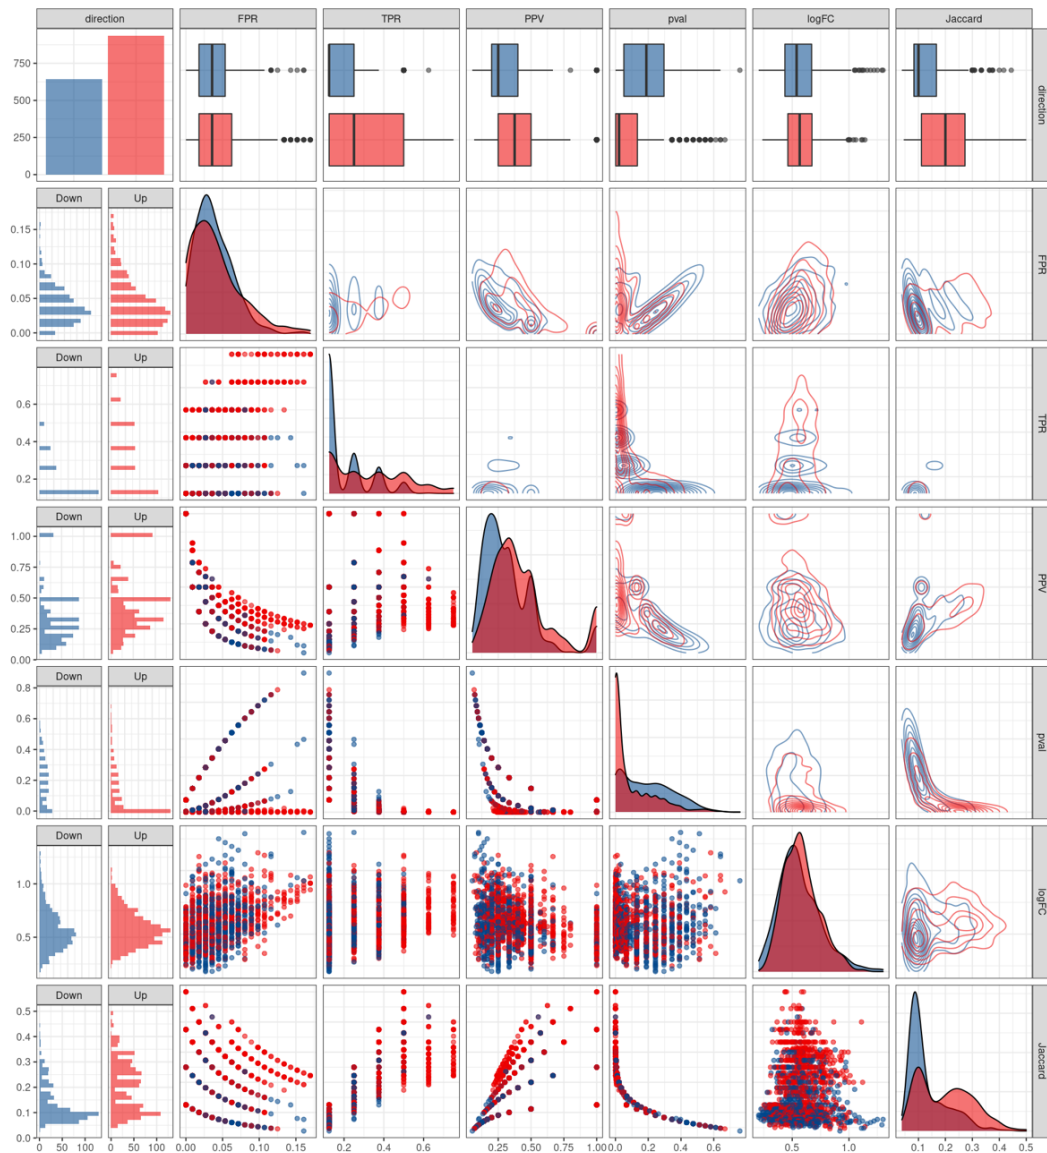 direction FPR TPR PPV pval logFC Jaccard
750
500
250
0
direction
Down Up
0.15
0.10
0.05
0.00
FPR
Down Up
0.6
0.4
0.2
TPR
Down Up
1.00
0.75
0.50
0.25
0.00
PPV
Down Up
0.8
0.6
0.4
0.2
0.0
pval
Down Up
1.0
0.5
logFC
Down Up
0.5
0.4
0.3
0.2
0.1
0.0
Jaccard
0 50 100 0 50 100 0.00 0.05 0.10 0.15 0.2 0.4 0.6 0.25 0.50 0.75 1.00 0.0 0.2 0.4 0.6 0.5 1.0 0.1 0.2 0.3 0.4 0.5